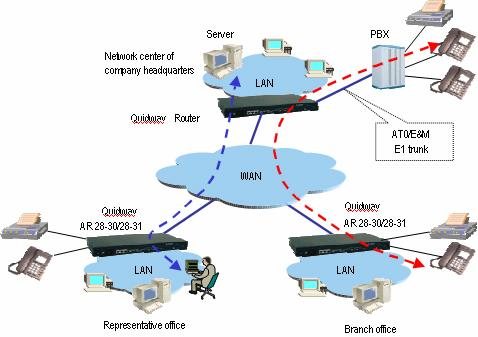 Server
PBX
Network center of
company headquarters
LAN
Quidway Router
AT0/E&M
E1 trunk
WAN
Quidway
AR 28-30/28-31
Quidway
AR 28-30/28-31
LAN
LAN
Representative office
Branch office